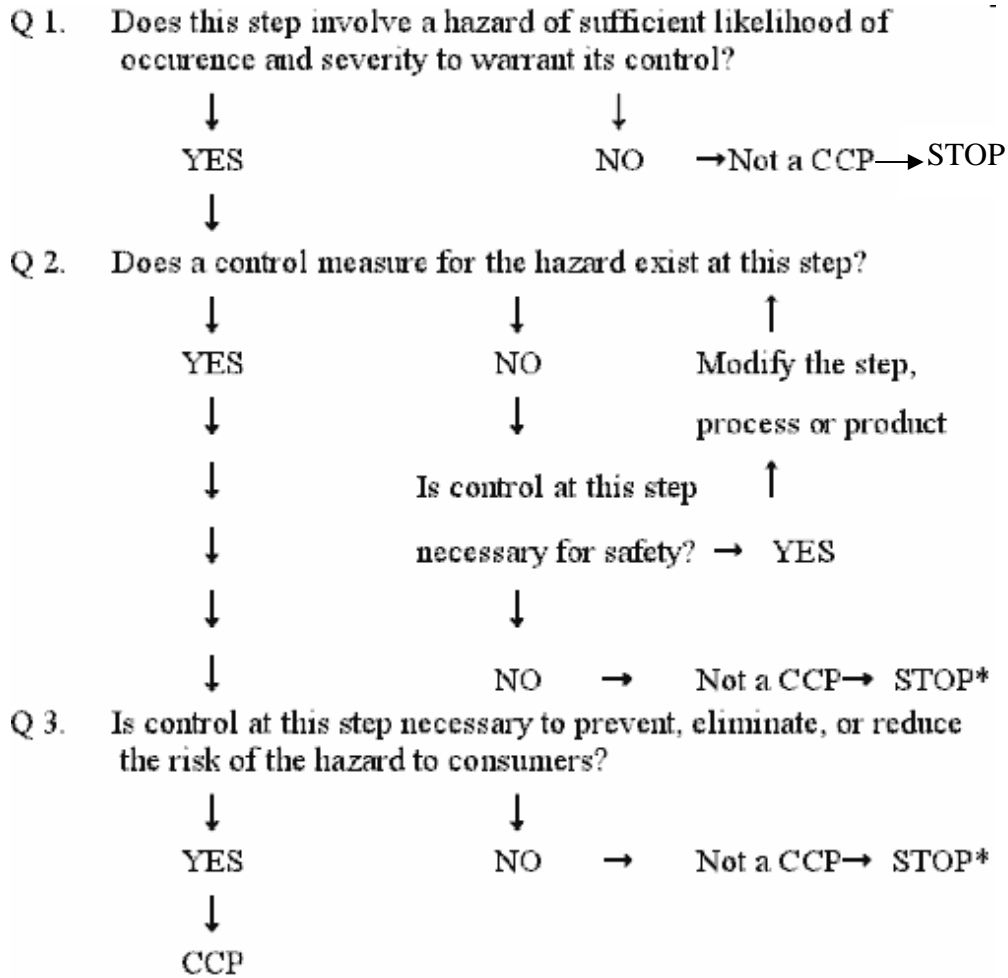 Q 1. Does this step involve a hazard of sufficient likelihood of
occurence and severity to warrant its control?
↓ ↓
YES NO →Not a CCP→STOP
↓
Q 2. Does a control measure for the hazard exist at this step?
↓ ↓ ↑
YES NO Modify the step,
↓ ↓ process or product
↓ Is control at this step ↑
↓ necessary for safety? → YES
↓ ↓
↓ NO → Not a CCP→ STOP*
Q 3. Is control at this step necessary to prevent, eliminate, or reduce
the risk of the hazard to consumers?
↓ ↓
YES NO → Not a CCP→ STOP*
↓
CCP